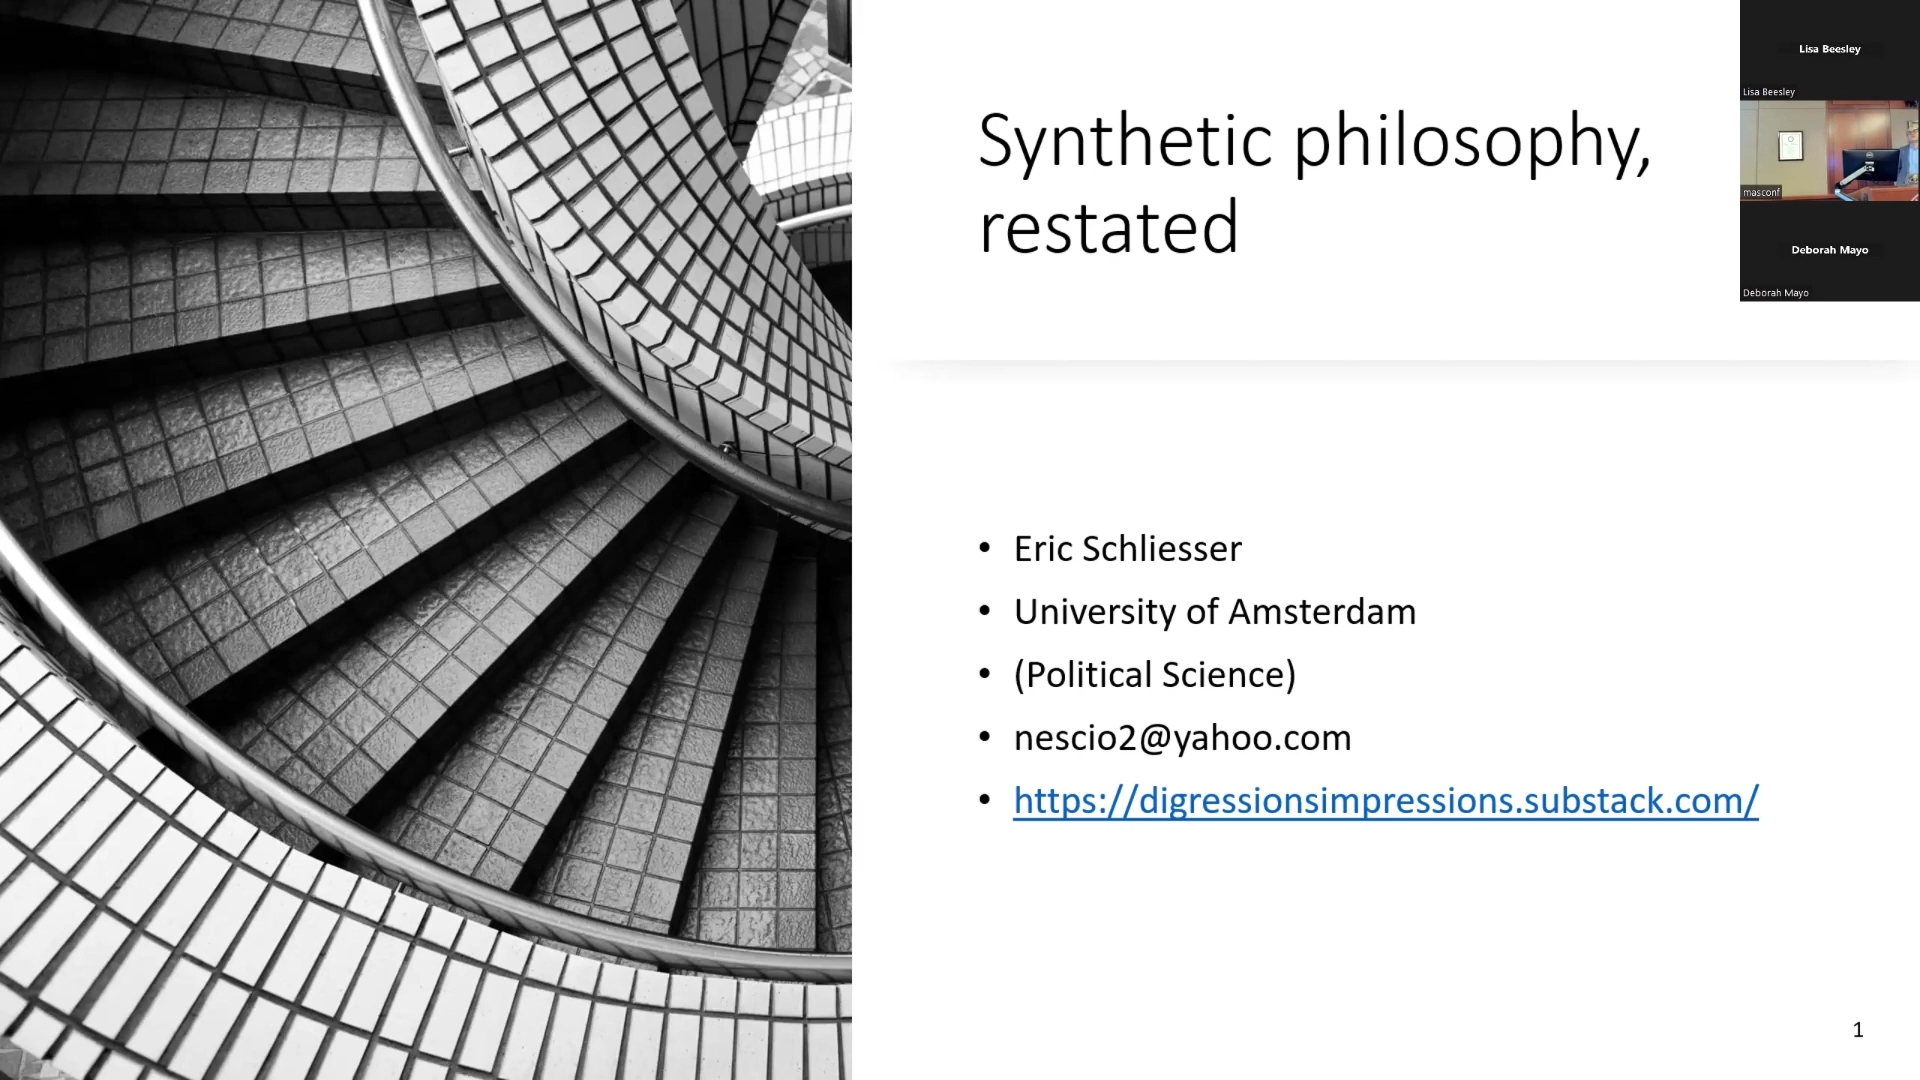 Synthetic philosophy,
restated
• Eric Schliesser
• University of Amsterdam
• (Political Science)
• nescio2@yahoo.com
• https://digressionsimpressions.substack.com/
1
Lisa Beesley
Lisa Beesley
masconf
Deborah Mayo
Deborah Mayo